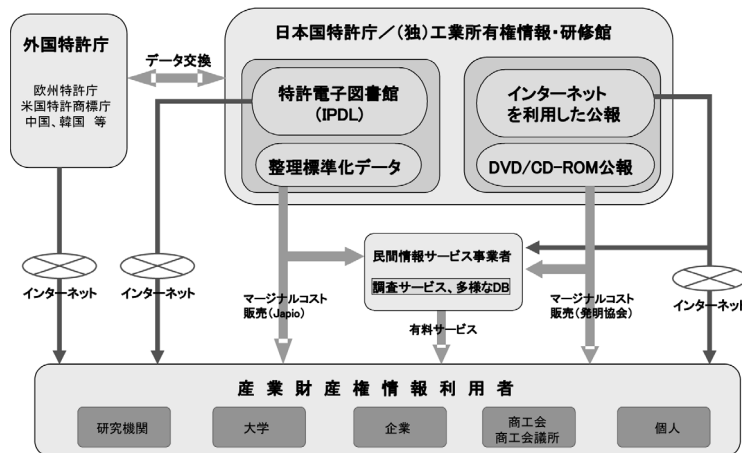 日本国特許庁／(独)工業所有権情報・研修館
外国特許庁
欧州特許庁
米国特許商標庁
中国、韓国 等
データ交換
特許電子図書館
(IPDL)
整理標準化データ
インターネット
を利用した公報
DVD/CD-ROM公報
民間情報サービス事業者
調査サービス、多様なDB
インターネット
インターネット
マージナルコスト
販売(Japio)
有料サービス
マージナルコスト
販売(発明協会)
インターネット
産業財産権情報利用者
研究機関
大学
企業
商工会
商工会議所
個人